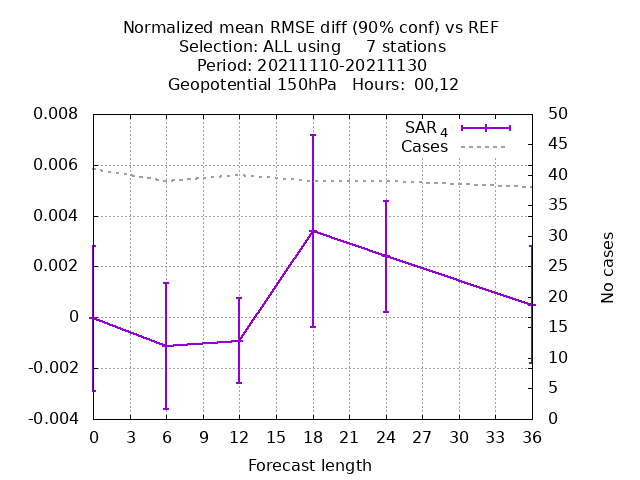 Normalized mean RMSE diff (90% conf) vs REF
Selection: ALL using     7 stations
Period: 20211110-20211130
Geopotential 150hPa   Hours:  00,12
SAR 4
Cases
0.008
0.006
0.004
0.002
0
-0.002
-0.004
50
45
40
35
30
25
20
15
10
5
0
No cases
0 3 6 9 12 15 18 21 24 27 30 33 36
Forecast length